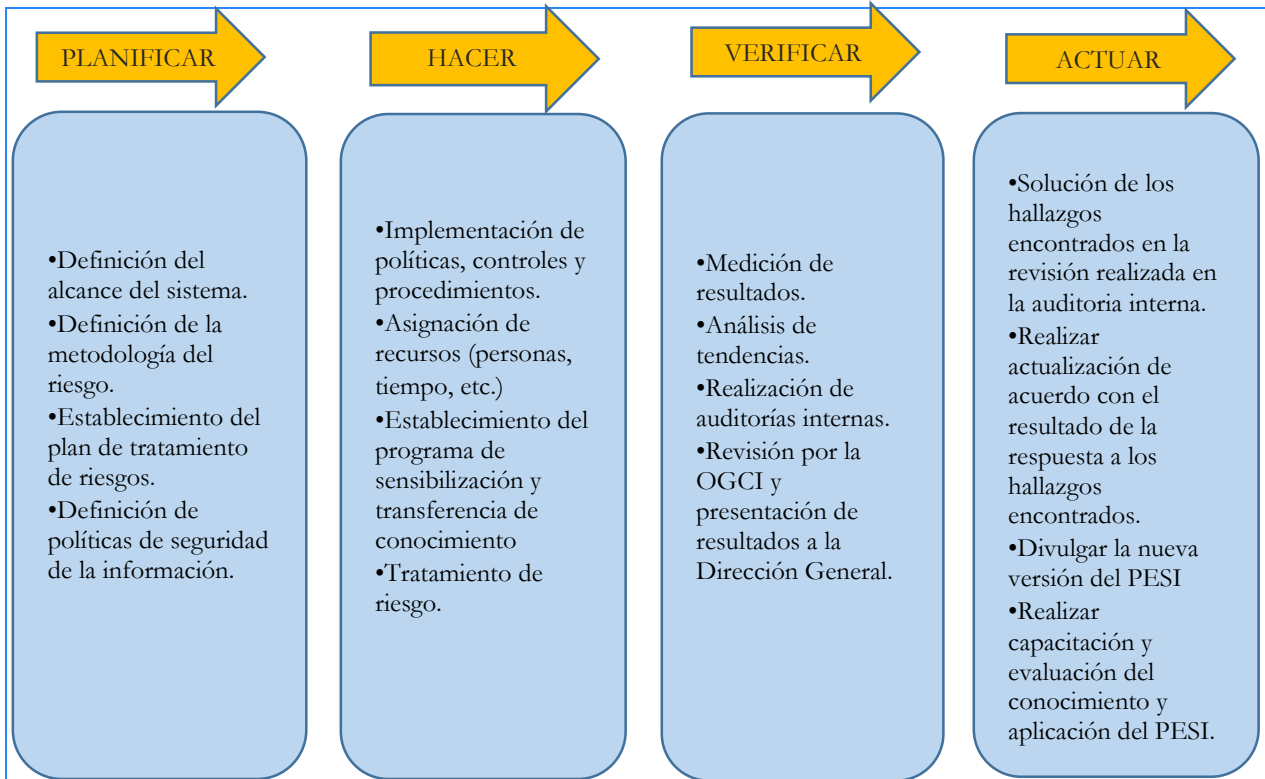 PLANIFICAR
HACER
VERIFICAR
ACTUAR
•Definición del
alcance del sistema.
•Definición de la
metodología del
riesgo.
•Establecimiento del
plan de tratamiento
de riesgos.
•Definición de
políticas de seguridad
de la información.
•Implementación de
políticas, controles y
procedimientos.
•Asignación de
recursos (personas,
tiempo, etc.)
•Establecimiento del
programa de
sensibilización y
transferencia de
conocimiento
•Tratamiento de
riesgo.
•Medición de
resultados.
•Análisis de
tendencias.
•Realización de
auditorías internas.
•Revisión por la
OGCI y
presentación de
resultados a la
Dirección General.
•Solución de los
hallazgos
encontrados en la
revisión realizada en
la auditoria interna.
•Realizar
actualización de
acuerdo con el
resultado de la
respuesta a los
hallazgos
encontrados.
•Divulgar la nueva
versión del PESI
•Realizar
capacitación y
evaluación del
conocimiento y
aplicación del PESI.